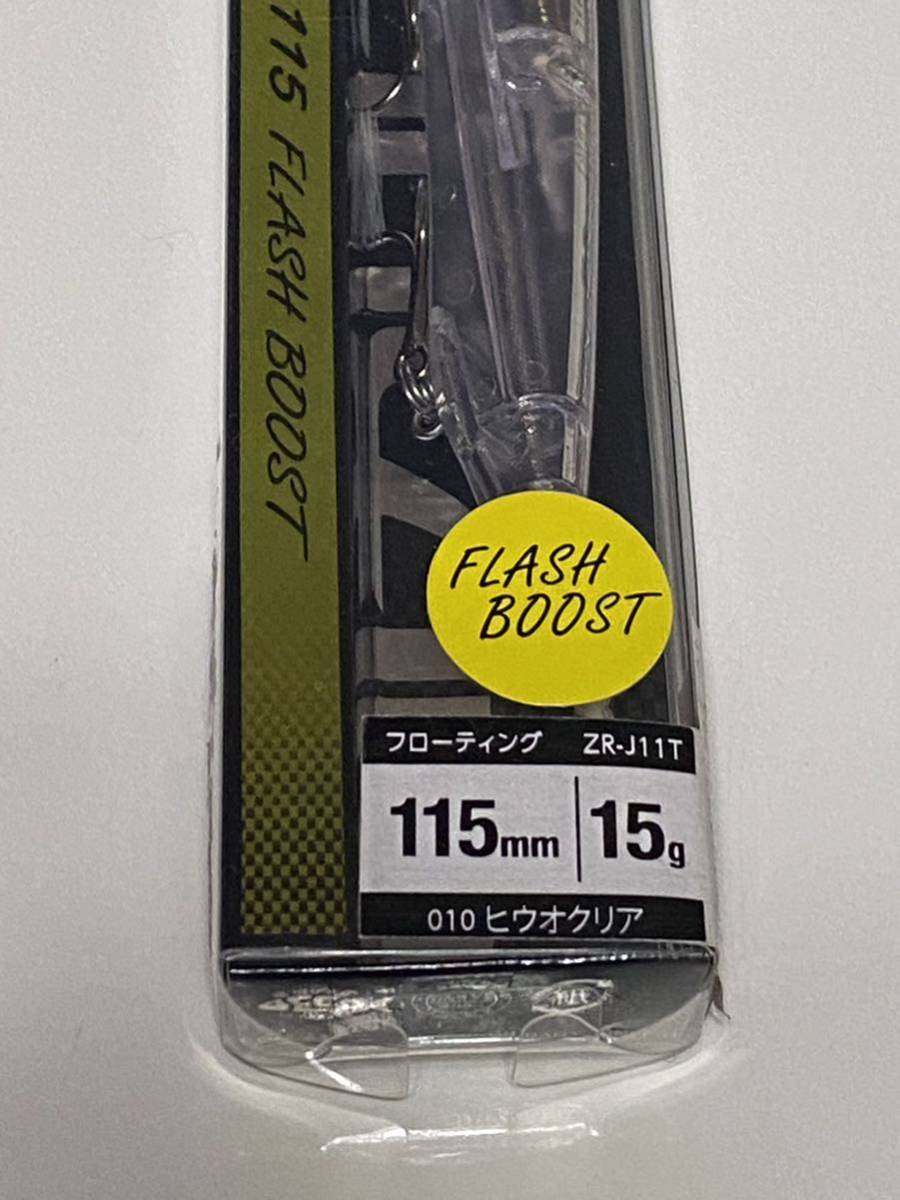 115 FLASH BOOST
FLASH
BOOST
フローティング ZR-J11T
115mm 15g
010 ヒウオクリア